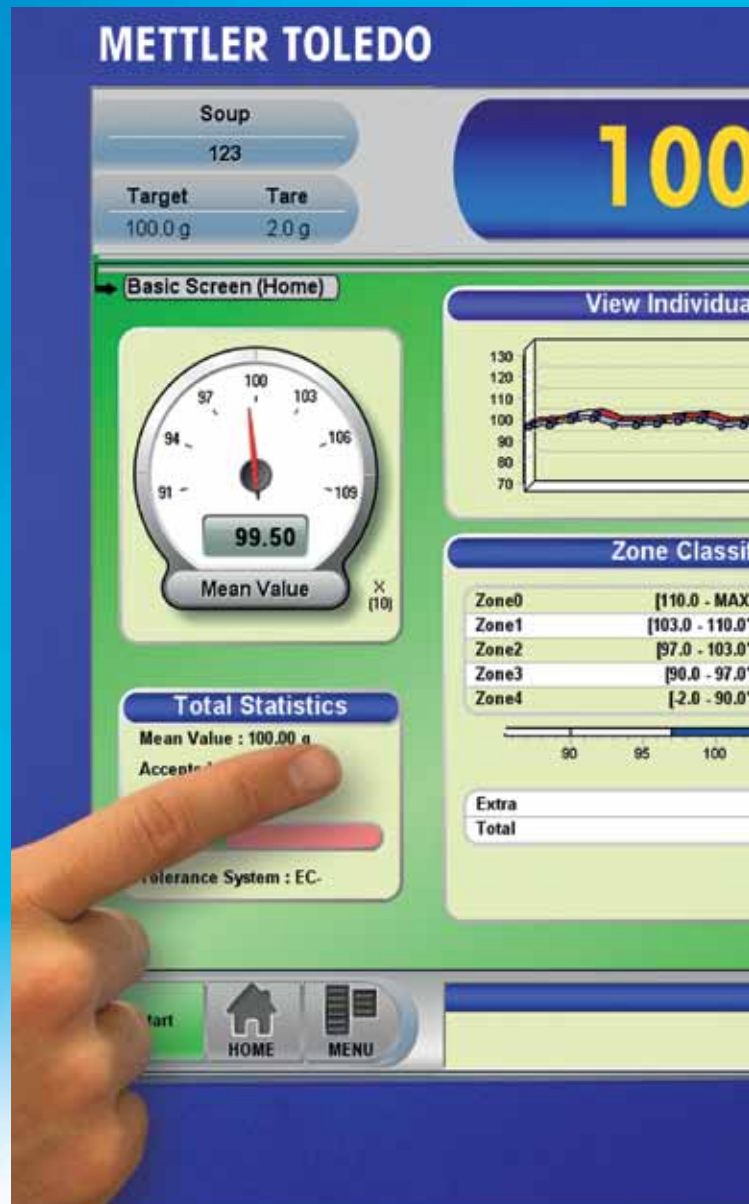 METTLER TOLEDO
Soup
123
Target Tare
100.0 g 2.0 g
100
Basic Screen (Home)
91 94 97 100 103 106 109
99.50
Mean Value
X
(10)
View Individua
130
120
110
100
90
80
70
Total Statistics
Mean Value : 100.00 g
Tolerance System : EC-
Zone Classif
Zone0 [110.0 - MAX
Zone1 [103.0 - 110.0
Zone2 [97.0 - 103.0
Zone3 [90.0 - 97.0
Zone4 [-2.0 - 90.0
90 95 100
Extra
Total
HOME MENU